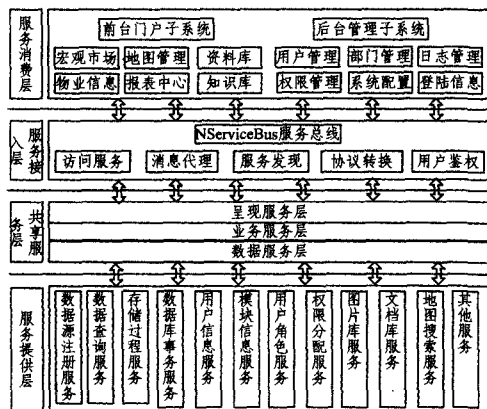 服务消费层
前台门户子系统
后台管理子系统
宏观市场
地图管理
资料库
用户管理
部门管理
日志管理
物业信息
报表中心
知识库
权限管理
系统配置
登陆信息
服务接入层
NServiceBus服务总线
访问服务
消息代理
服务发现
协议转换
用户鉴权
共享服务层
呈现服务层
业务服务层
数据服务层
服务提供层
数据源注册服务
数据查询服务
存储过程服务
数据库事务服务
用户信息服务
模块信息服务
用户角色服务
权限分配服务
图片库服务
文档库服务
地图搜索服务
其他服务